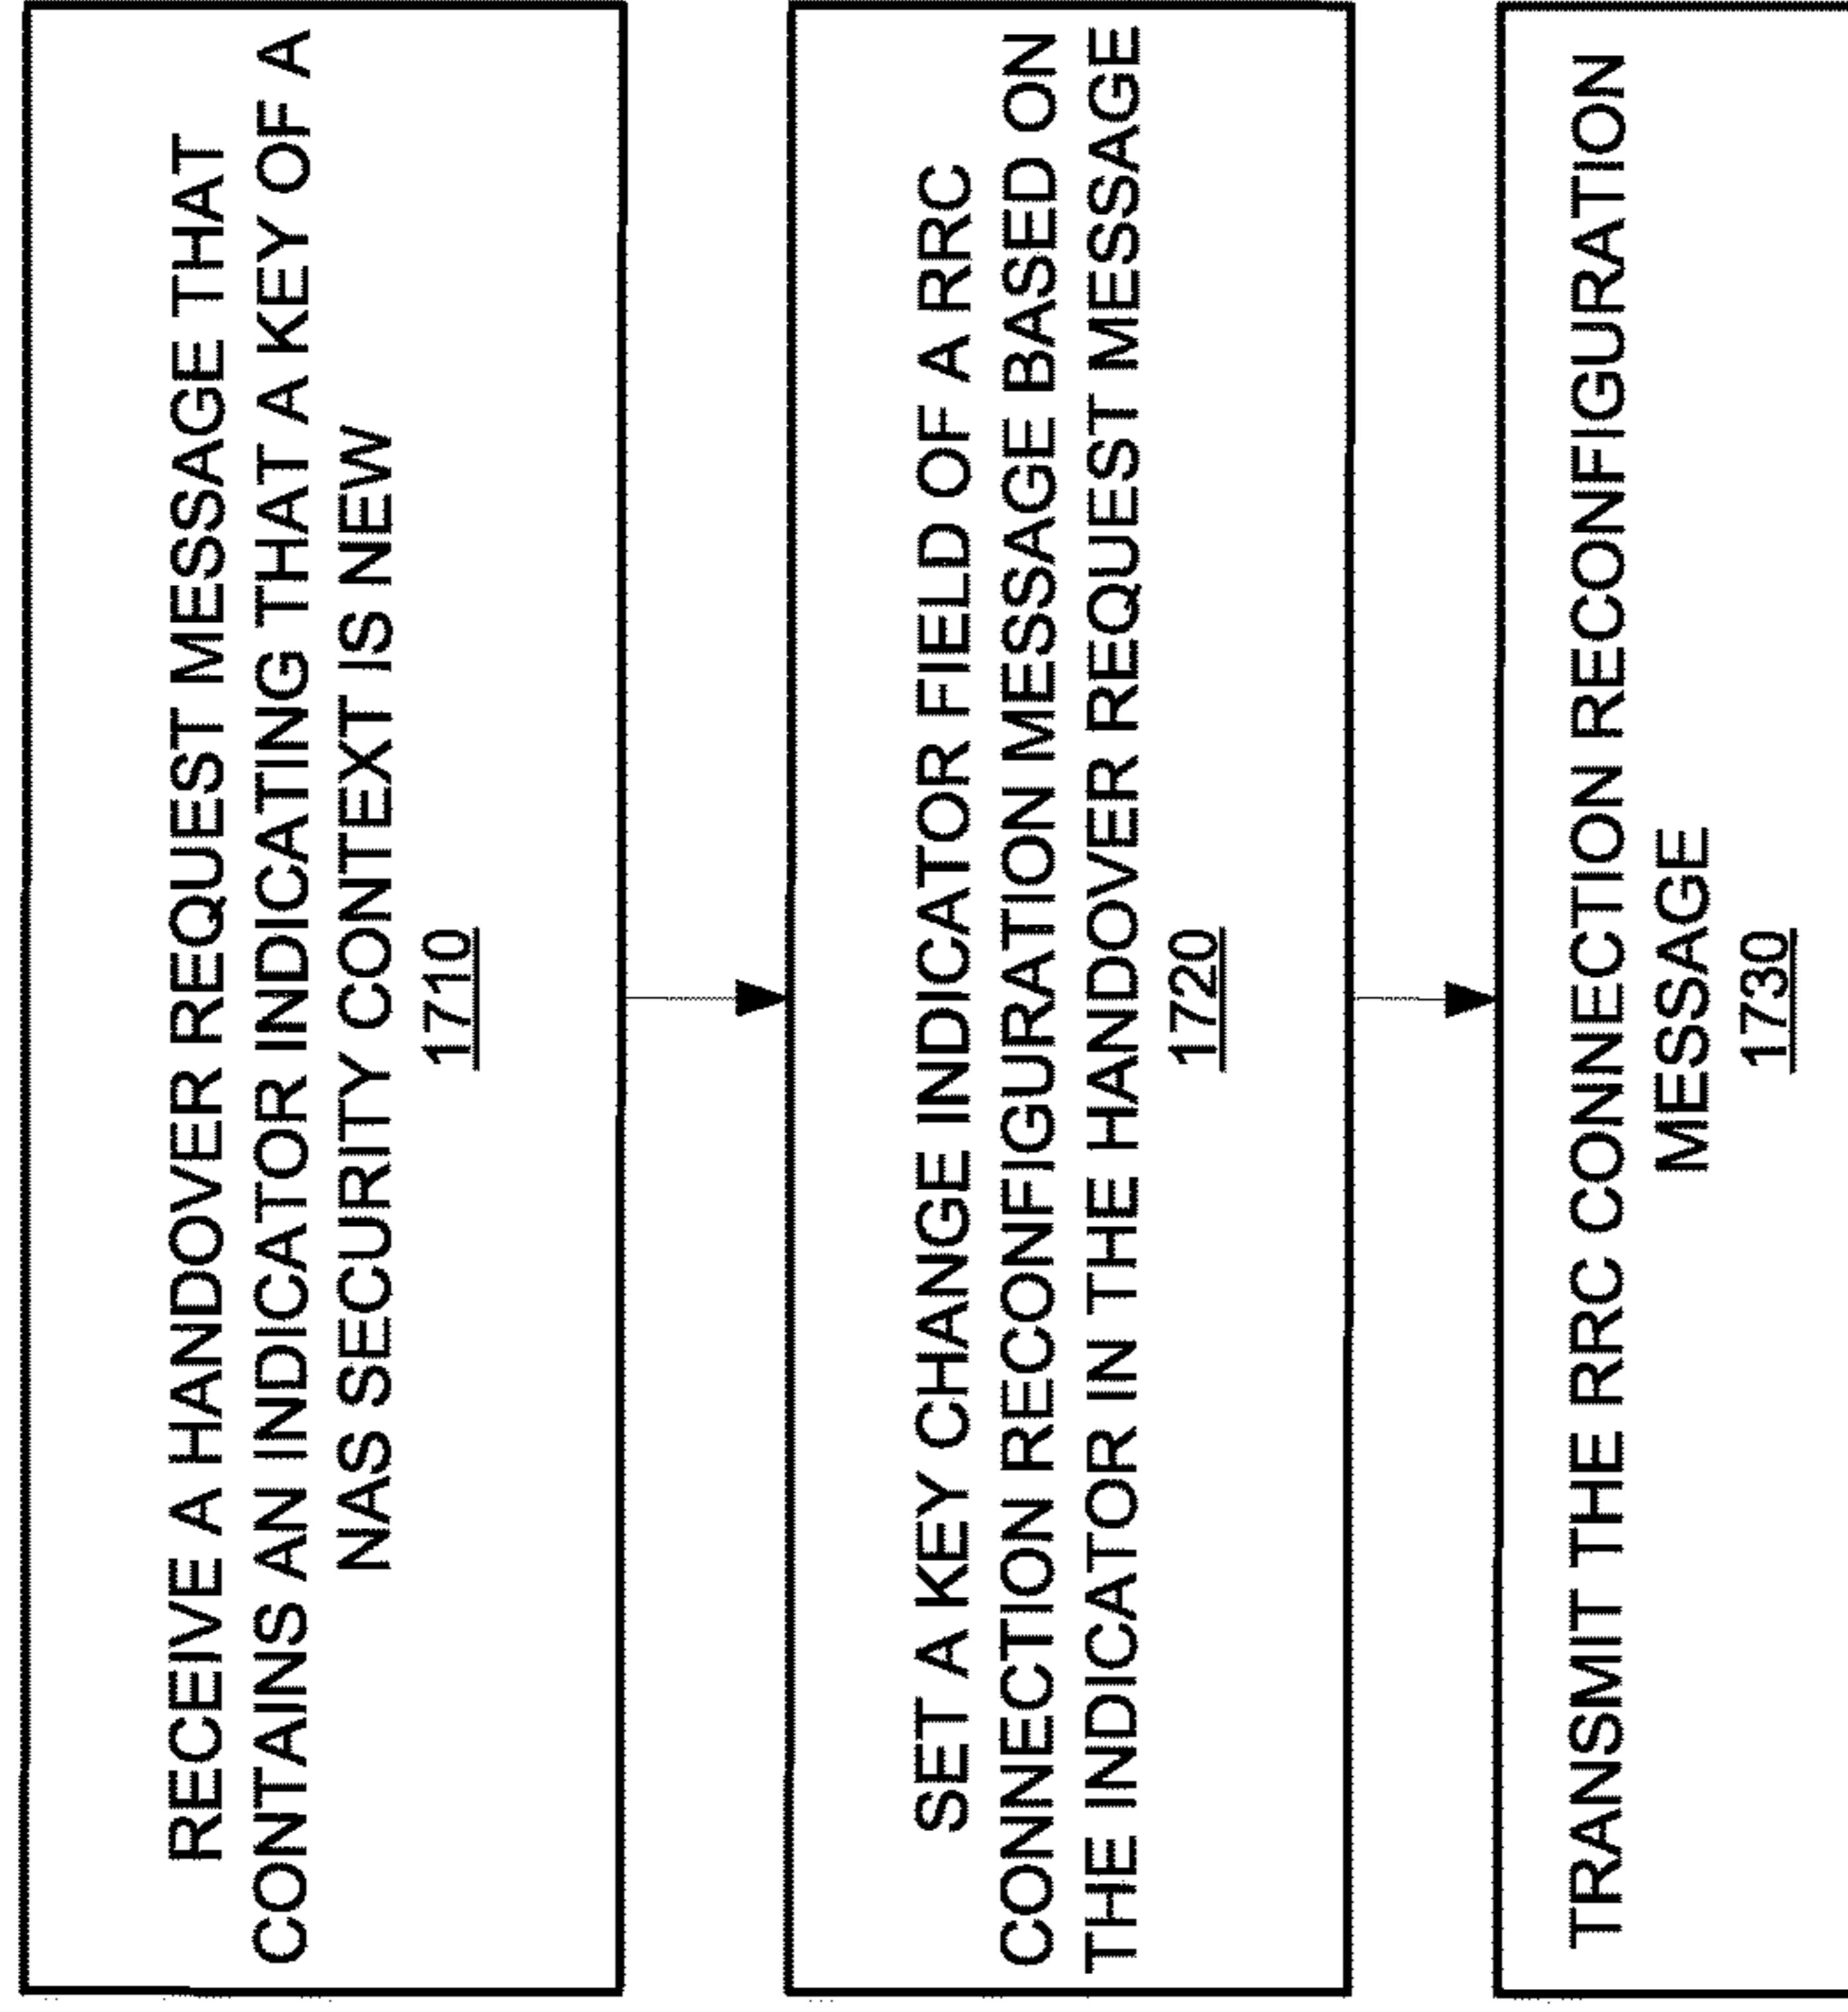 RECEIVE A HANDOVER REQUEST MESSAGE THAT
CONTAINS AN INDICATOR INDICATING THAT A KEY OF A
NAS SECURITY CONTEXT IS NEW
1710
SET A KEY CHANGE INDICATOR FIELD OF A RRC
CONNECTION RECONFIGURATION MESSAGE BASED ON
THE INDICATOR IN THE HANDOVER REQUEST MESSAGE
1720
TRANSMIT THE RRC CONNECTION RECONFIGURATION
MESSAGE
1730